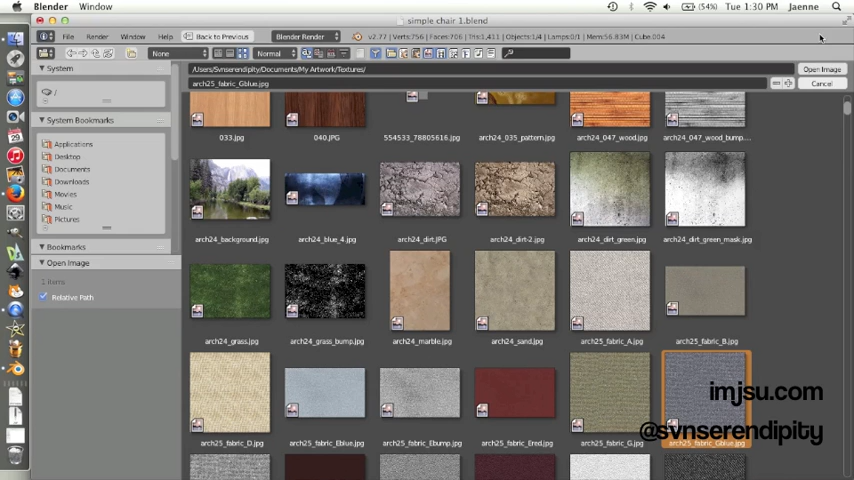 Blender Window (54%) Tue 1:30 PM Jaenne
simple chair 1.blend
File Render Window Help Back to Previous Blender Render v2.77 | Verts:756 | Faces:706 | Tris:1,411 | Objects:1/4 | Lamps:0/1 | Mem:56.83M | Cube.004
None Normal
System /Users/Svnserendipity/Documents/My Artwork/Textures/ Open Image
/ arch25_fabric_Gblue.jpg Cancel
System Bookmarks
Applications
Desktop
Documents
Downloads
Movies
Music
Pictures
Bookmarks
Open Image
1 items
Relative Path
033.jpg 040.JPG 554533_78805616.jpg arch24_035_pattern.jpg arch24_047_wood.jpg arch24_047_wood_bump....
arch24_background.jpg arch24_blue_4.jpg arch24_dirt.JPG arch24_dirt-2.jpg arch24_dirt_green.jpg arch24_dirt_green_mask.jpg
arch24_grass.jpg arch24_grass_bump.jpg arch24_marble.jpg arch24_sand.jpg arch25_fabric_A.jpg arch25_fabric_B.jpg
arch25_fabric_D.jpg arch25_fabric_Eblue.jpg arch25_fabric_Ebump.jpg arch25_fabric_Ered.jpg arch25_fabric_G.jpg arch25_fabric_Gblue.jpg
imjsu.com
@svnserendipity